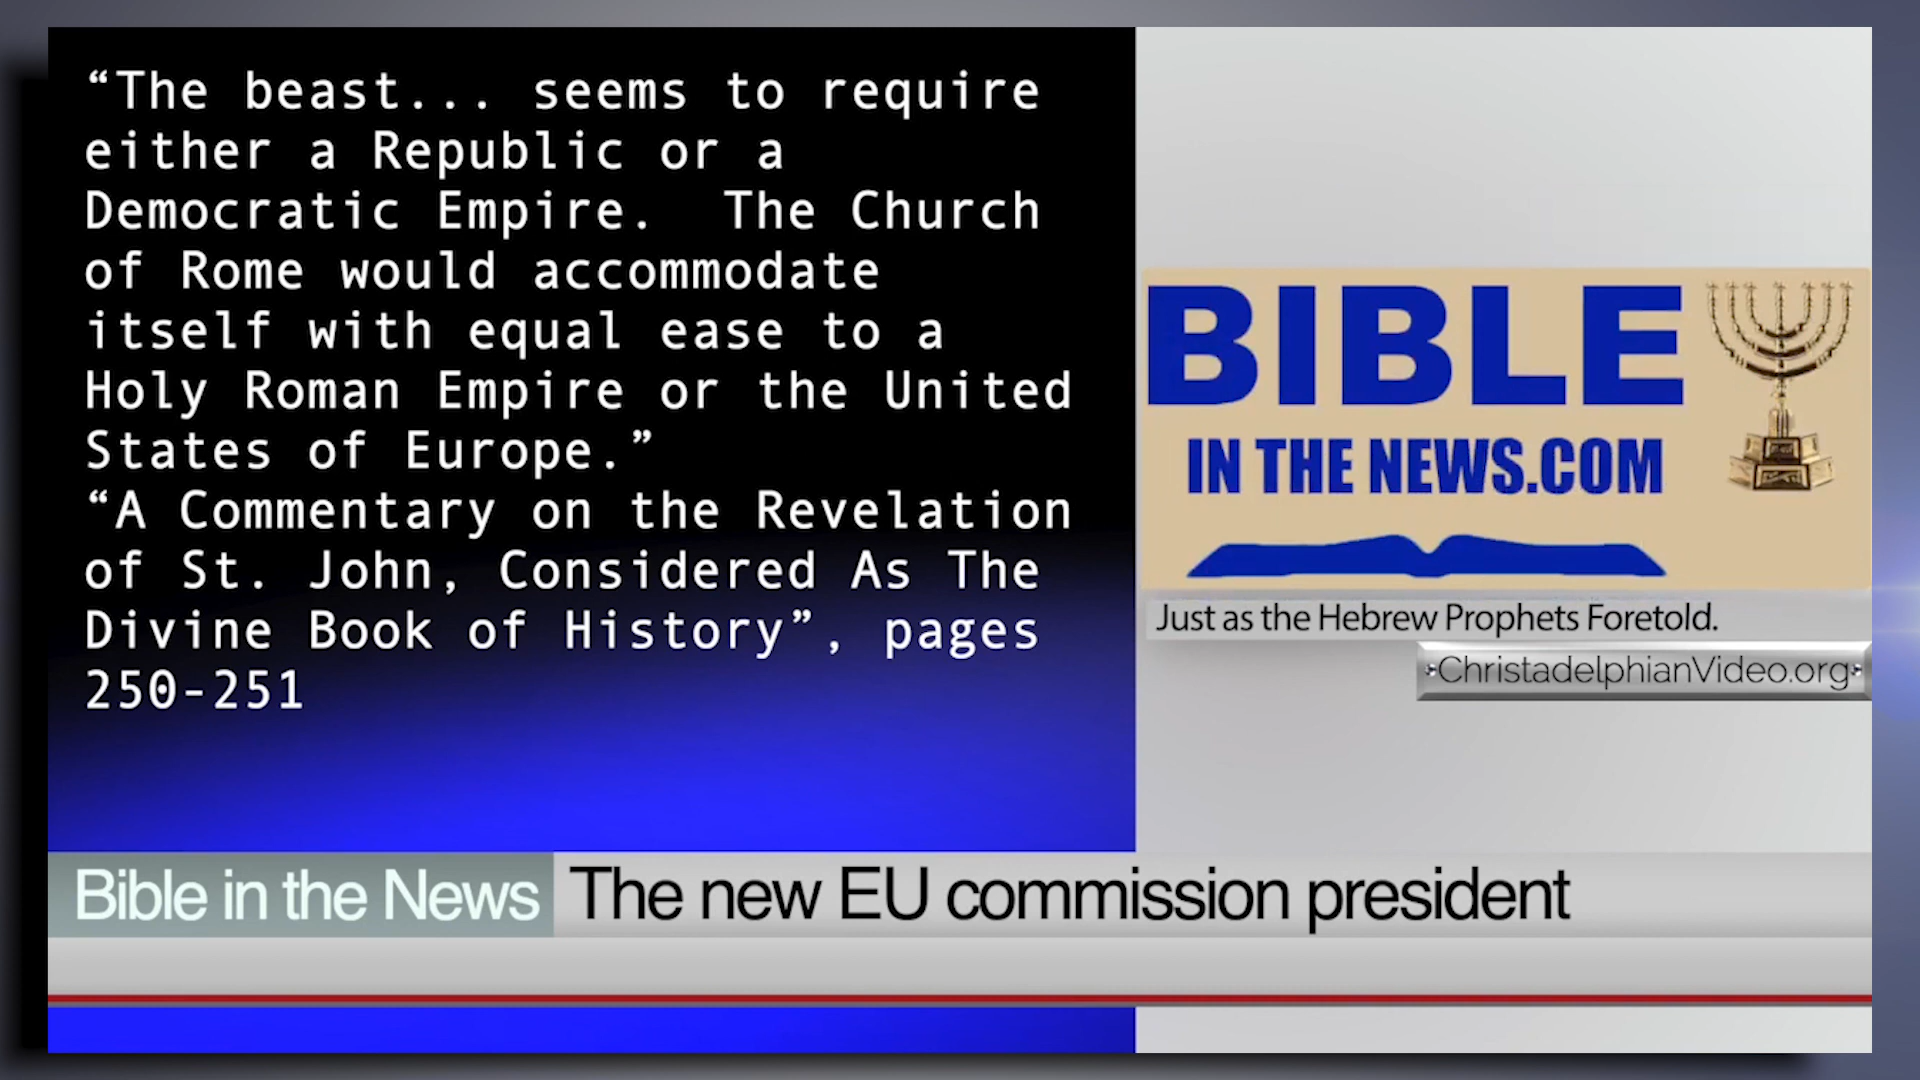 “The beast... seems to require
either a Republic or a
Democratic Empire.  The Church
of Rome would accommodate
itself with equal ease to a
Holy Roman Empire or the United
States of Europe.”
“A Commentary on the Revelation
of St. John, Considered As The
Divine Book of History”, pages
250-251
BIBLE
IN THE NEWS.COM
Just as the Hebrew Prophets Foretold.
ChristadelphianVideo.org
Bible in the News
The new EU commission president